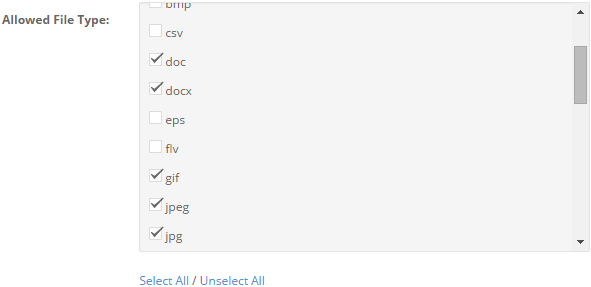 bmp
Allowed File Type:
csv
doc
docx
eps
flv
gif
jpeg
jpg
Select All / Unselect All